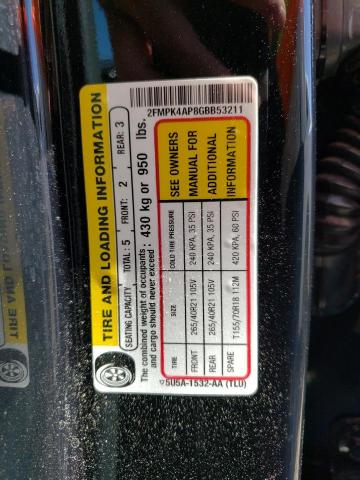 2FMPK4AP8GBB53211
TIRE AND LOADING INFORMATION
SEATING CAPACITY TOTAL: 5 FRONT: 2 REAR: 3
The combined weight of occupants and cargo should never exceed: 430 kg or 950 lbs.
TIRE SIZE COLD TIRE PRESSURE
FRONT 265/40R21 105V 240 KPA, 35 PSI
REAR 265/40R21 105V 240 KPA, 35 PSI
SPARE T155/70R18 112M 420 KPA, 60 PSI
SEE OWNERS
MANUAL FOR
ADDITIONAL
INFORMATION
5U5A-1532-AA (TLU)